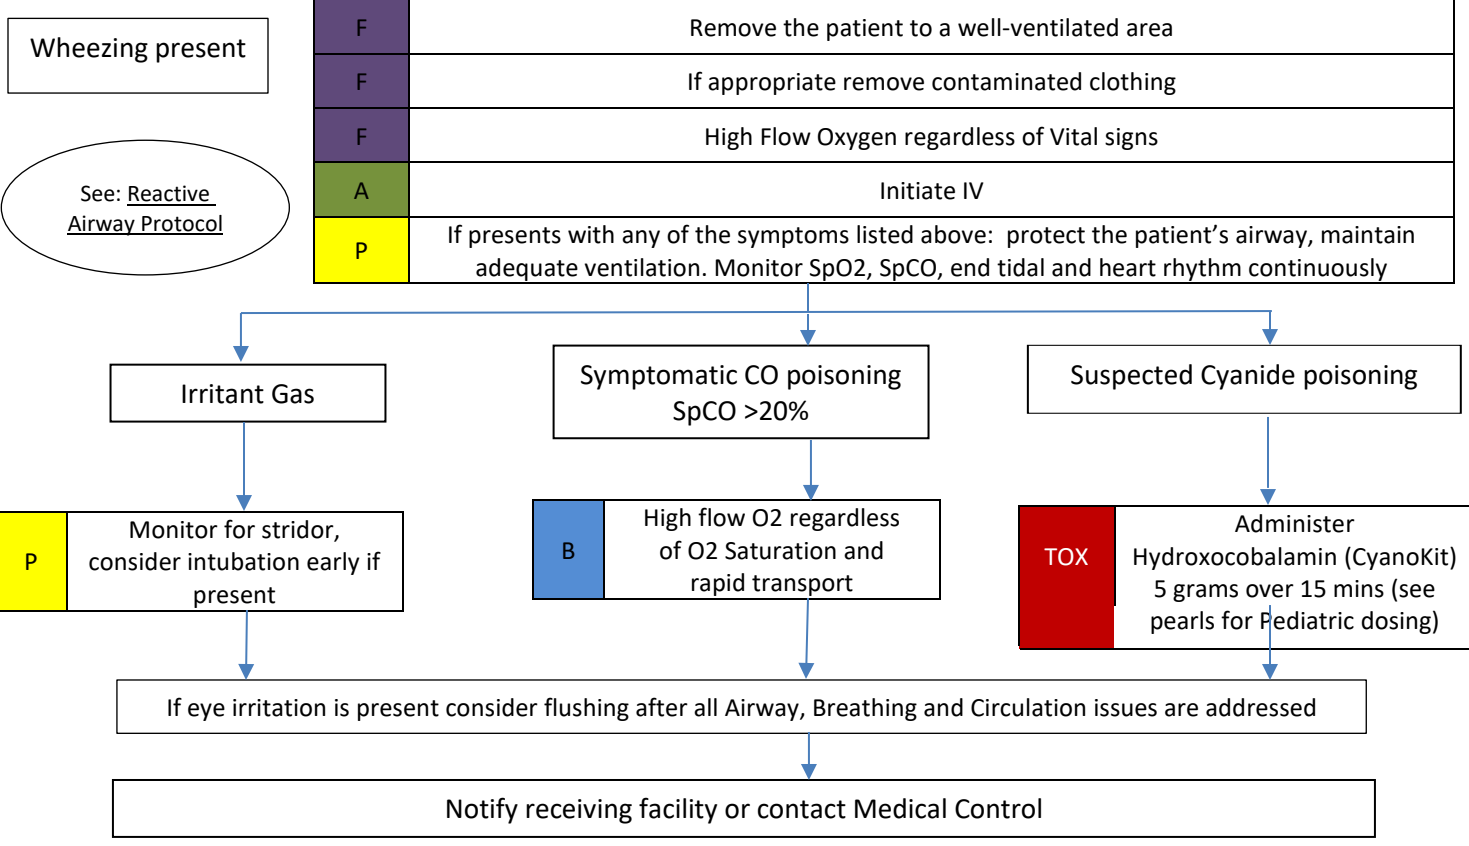 Wheezing present
See: Reactive
Airway Protocol
F
Remove the patient to a well-ventilated area
F
If appropriate remove contaminated clothing
F
High Flow Oxygen regardless of Vital signs
A
Initiate IV
P
If presents with any of the symptoms listed above: protect the patient’s airway, maintain
adequate ventilation. Monitor SpO2, SpCO, end tidal and heart rhythm continuously
Irritant Gas
Symptomatic CO poisoning
SpCO >20%
Suspected Cyanide poisoning
P
Monitor for stridor,
consider intubation early if
present
B
High flow O2 regardless
of O2 Saturation and
rapid transport
TOX
Administer
Hydroxocobalamin (CyanoKit)
5 grams over 15 mins (see
pearls for Pediatric dosing)
If eye irritation is present consider flushing after all Airway, Breathing and Circulation issues are addressed
Notify receiving facility or contact Medical Control